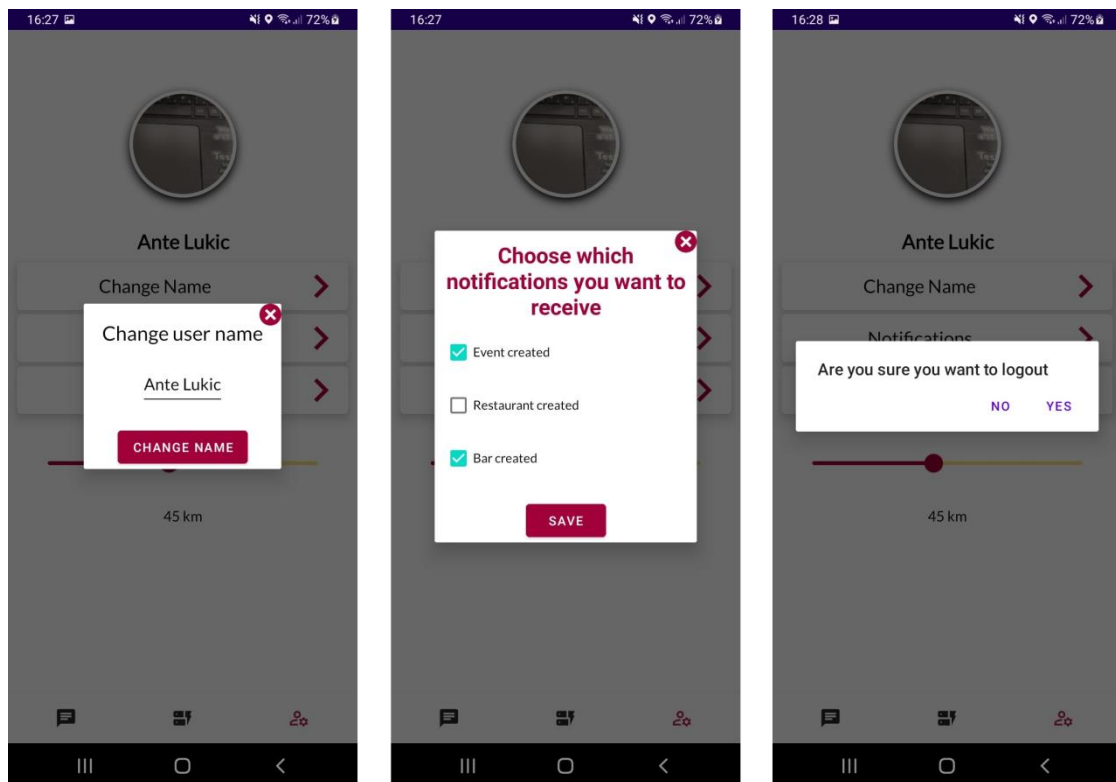 16:27
72%
Ante Lukic
Change Name
Change user name
Ante Lukic
CHANGE NAME
45 km
16:27
72%
Choose which
notifications you want to
receive
Event created
Restaurant created
Bar created
SAVE
16:28
72%
Ante Lukic
Change Name
Notifications
Are you sure you want to logout
NO YES
45 km